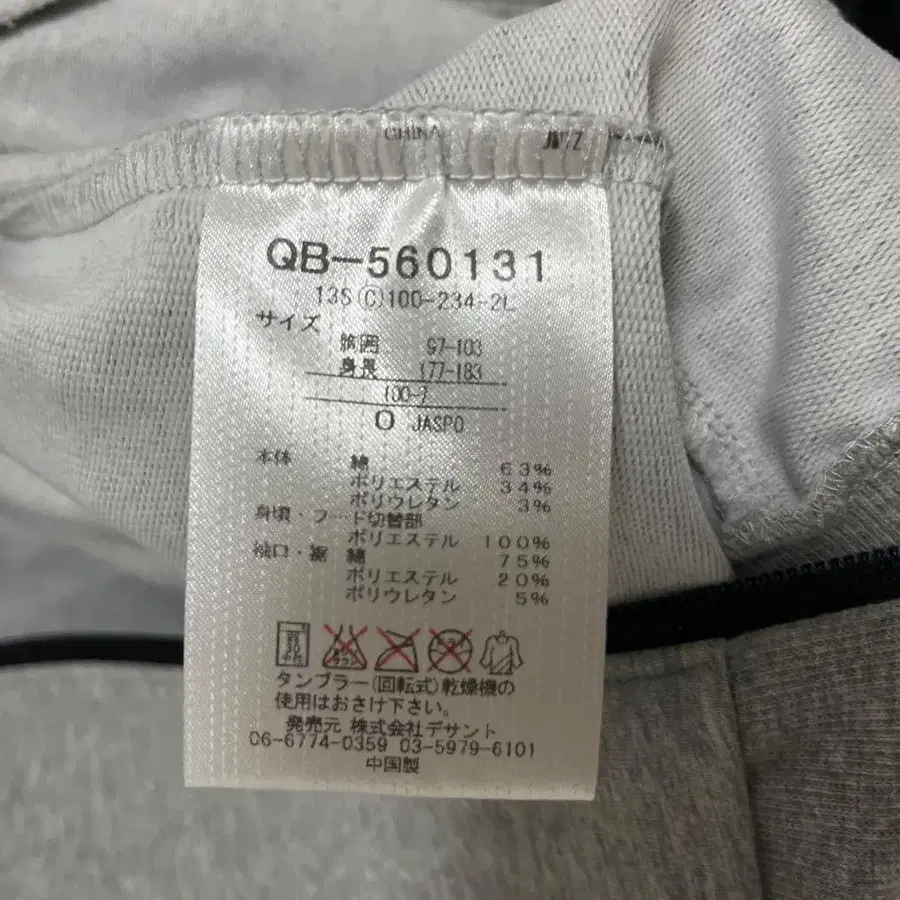 CHINA
QB-560131
135(C)100-234-2L
サイズ
胸囲 97-103
身長 177-183
100-7
O JASPO
本体 綿 63%
ポリエステル 34%
ポリウレタン 3%
身頃・フード切替部
ポリエステル 100%
袖口・裾 綿 75%
ポリエステル 20%
ポリウレタン 5%
タンブラー(回転式)乾燥機の
使用はおさけ下さい。
発売元 株式会社デサント
06-6774-0359 03-5979-6101
中国製